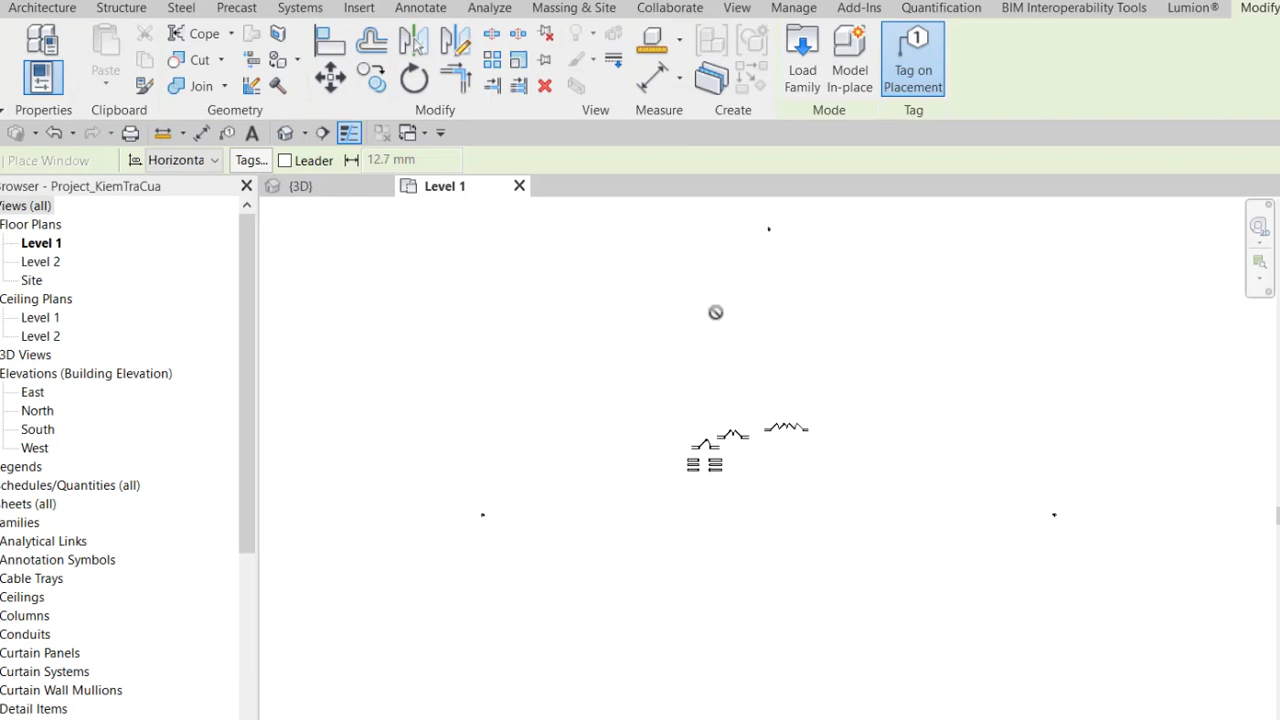 Architecture Structure Steel Precast Systems Insert Annotate Analyze Massing & Site Collaborate View Manage Add-Ins Quantification BIM Interoperability Tools Lumion® Modify
Paste
Cope
Cut
Join
Load Family
Model In-place
1
Tag on Placement
Properties Clipboard Geometry Modify View Measure Create Mode Tag
A
Place Window Horizonta Tags... Leader 12.7 mm
rowser - Project_KiemTraCua {3D} Level 1
iews (all)
Floor Plans
Level 1
Level 2
Site
Ceiling Plans
Level 1
Level 2
3D Views
Elevations (Building Elevation)
East
North
South
West
egends
chedules/Quantities (all)
heets (all)
amilies
Analytical Links
Annotation Symbols
Cable Trays
Ceilings
Columns
Conduits
Curtain Panels
Curtain Systems
Curtain Wall Mullions
Detail Items
2D